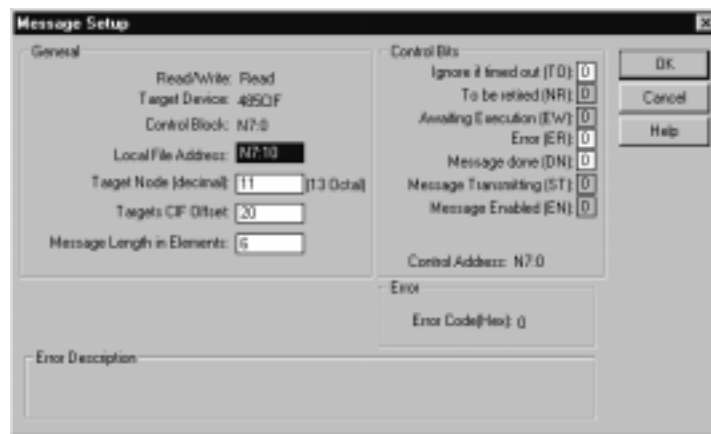 Message Setup
General
Read/Write: Read
Target Device: 485CIF
Control Block: N7:0
Local File Address: N7:10
Target Node (decimal): 11 (13 Octal)
Targets CIF Offset: 20
Message Length in Elements: 6
Control Bits
Ignore if timed out (TO): 0
To be retried (NR): 0
Awaiting Execution (EW): 0
Error (ER): 0
Message done (DN): 0
Message Transmitting (ST): 0
Message Enabled (EN): 0
Control Address: N7:0
Error
Error Code(Hex): 0
Error Description
OK
Cancel
Help